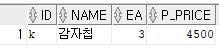 ID NAME EA P_PRICE
1 k 감자칩 3 4500